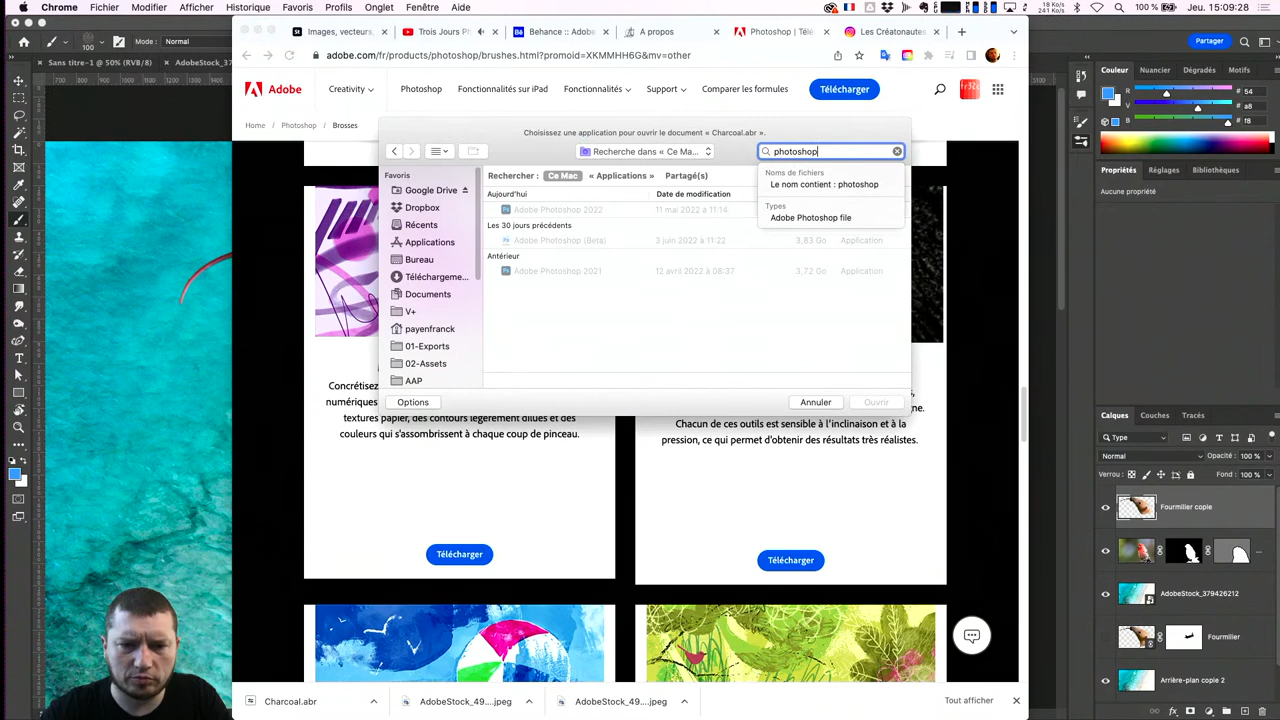 Chrome Fichier Modifier Afficher Historique Favoris Profils Onglet Fenêtre Aide
18 Ko/s
241 Ko/s
100 % Jeu 15:09:28
100 Mode : Normal
Partager
Images, vecteurs, Trois Jours Ph Behance :: Adob A propos Photoshop | Télé Les Créatonautes
adobe.com/fr/products/photoshop/brushes.html?promoid=XKMMHH6G&mv=other
Sans titre-1 @ 50% (RVB/8) AdobeStock_37
Adobe Creativity Photoshop Fonctionnalités sur iPad Fonctionnalités Support Comparer les formules Télécharger
Home Photoshop Brosses
Choisissez une application pour ouvrir le document « Charcoal.abr ».
Recherche dans « Ce Ma... photoshop
Favoris
Google Drive
Dropbox
Récents
Applications
Bureau
Téléchargeme...
Documents
V+
payenfranck
01-Exports
02-Assets
AAP
Rechercher : Ce Mac « Applications » Partagé(s)
Aujourd'hui Date de modification
Adobe Photoshop 2022 11 mai 2022 à 11:14
Les 30 jours précédents
Adobe Photoshop (Beta) 3 juin 2022 à 11:22 3,83 Go Application
Antérieur
Adobe Photoshop 2021 12 avril 2022 à 08:37 3,72 Go Application
Noms de fichiers
Le nom contient : photoshop
Types
Adobe Photoshop file
Options Annuler Ouvrir
Concrétisez
numériques
textures papier, des contours légèrement dilués et des
couleurs qui s'assombrissent à chaque coup de pinceau.
Télécharger
Chacun de ces outils est sensible à l'inclinaison et à la
pression, ce qui permet d'obtenir des résultats très réalistes.
Télécharger
Couleur Nuancier Dégradés Motifs
R 54
V b1
B f8
Propriétés Réglages Bibliothèques
Aucune propriété
Calques Couches Tracés
Type
Normal Opacité : 100 %
Verrou : Fond : 100 %
Fourmilier copie
AdobeStock_379426212
Fourmilier
Arrière-plan copie 2
Charcoal.abr AdobeStock_49....jpeg AdobeStock_49....jpeg Tout afficher